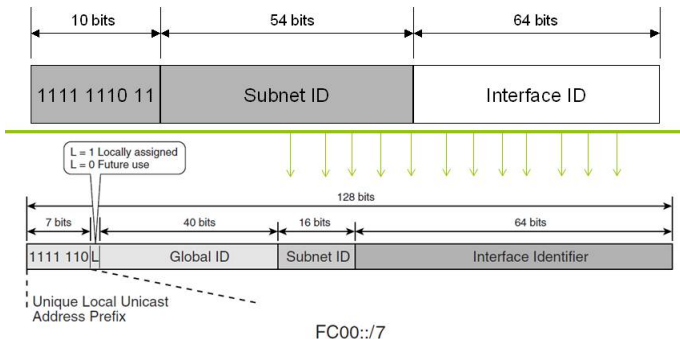 10 bits 54 bits 64 bits
1111 1110 11 Subnet ID Interface ID
L = 1 Locally assigned
L = 0 Future use
128 bits
7 bits 40 bits 16 bits 64 bits
1111 110 L Global ID Subnet ID Interface Identifier
Unique Local Unicast
Address Prefix
FC00::/7